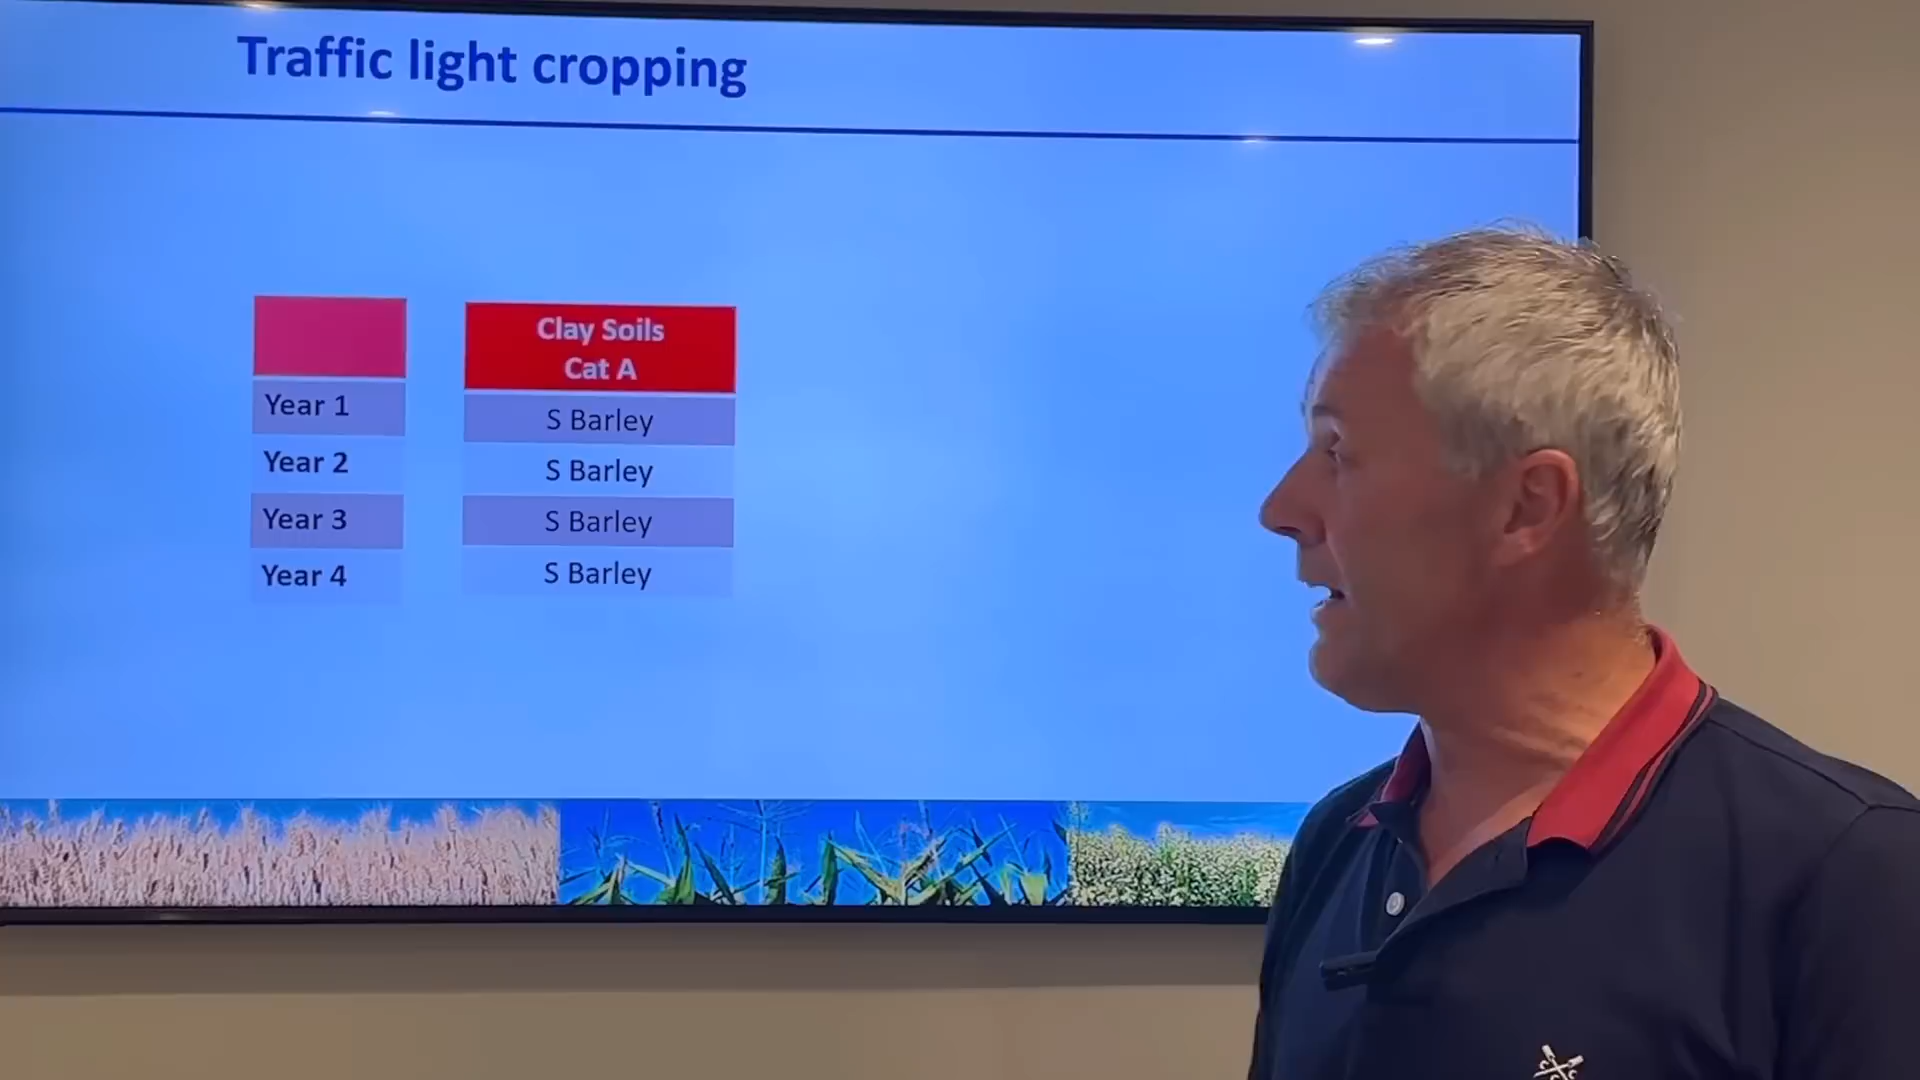 Traffic light cropping
Clay Soils
Cat A
Year 1
S Barley
Year 2
S Barley
Year 3
S Barley
Year 4
S Barley